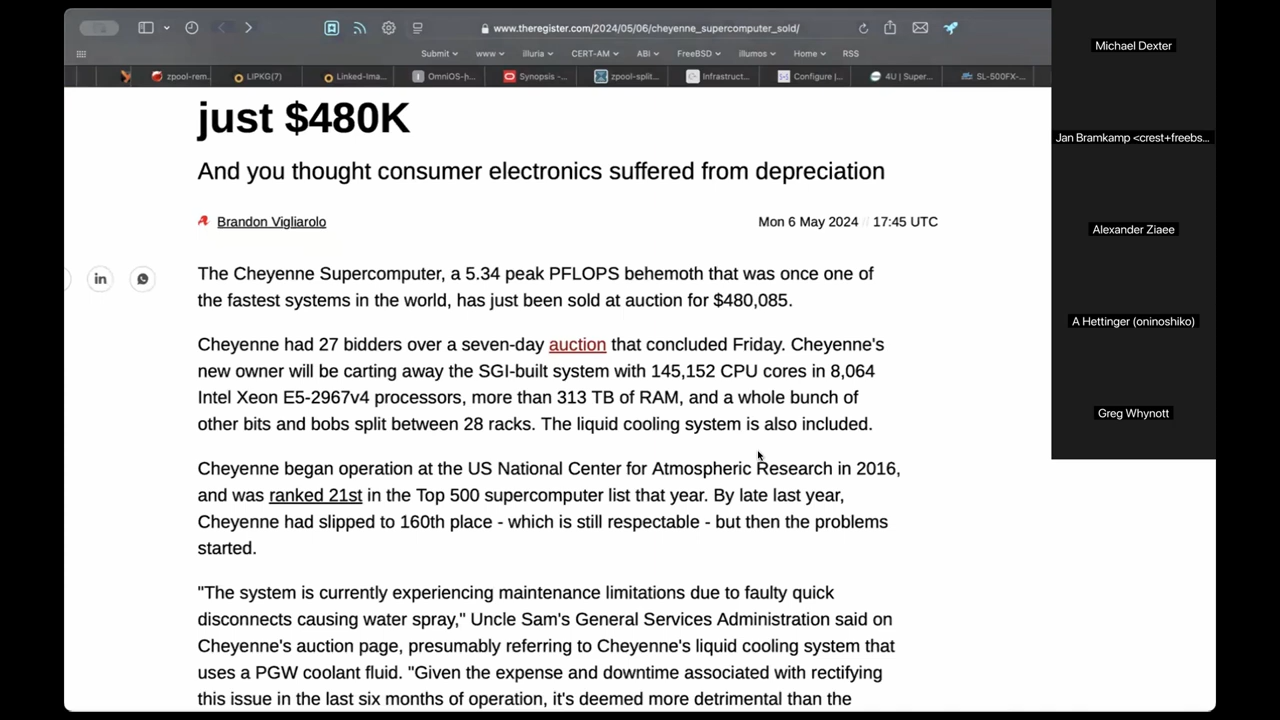 www.theregister.com/2024/05/06/cheyenne_supercomputer_sold/
Submit www illuria CERT-AM ABI FreeBSD illumos Home RSS
zpool-rem... LIPKG(7) Linked-Ima... OmniOS-h... Synopsis -... zpool-split... Infrastruct... Configure |... 4U | Super... SL-500FX-...
just $480K
And you thought consumer electronics suffered from depreciation
Brandon Vigliarolo Mon 6 May 2024 // 17:45 UTC
The Cheyenne Supercomputer, a 5.34 peak PFLOPS behemoth that was once one of
the fastest systems in the world, has just been sold at auction for $480,085.
Cheyenne had 27 bidders over a seven-day auction that concluded Friday. Cheyenne's
new owner will be carting away the SGI-built system with 145,152 CPU cores in 8,064
Intel Xeon E5-2967v4 processors, more than 313 TB of RAM, and a whole bunch of
other bits and bobs split between 28 racks. The liquid cooling system is also included.
Cheyenne began operation at the US National Center for Atmospheric Research in 2016,
and was ranked 21st in the Top 500 supercomputer list that year. By late last year,
Cheyenne had slipped to 160th place - which is still respectable - but then the problems
started.
"The system is currently experiencing maintenance limitations due to faulty quick
disconnects causing water spray," Uncle Sam's General Services Administration said on
Cheyenne's auction page, presumably referring to Cheyenne's liquid cooling system that
uses a PGW coolant fluid. "Given the expense and downtime associated with rectifying
this issue in the last six months of operation, it's deemed more detrimental than the
in
Michael Dexter
Jan Bramkamp <crest+freebs...
Alexander Ziaee
A Hettinger (oninoshiko)
Greg Whynott